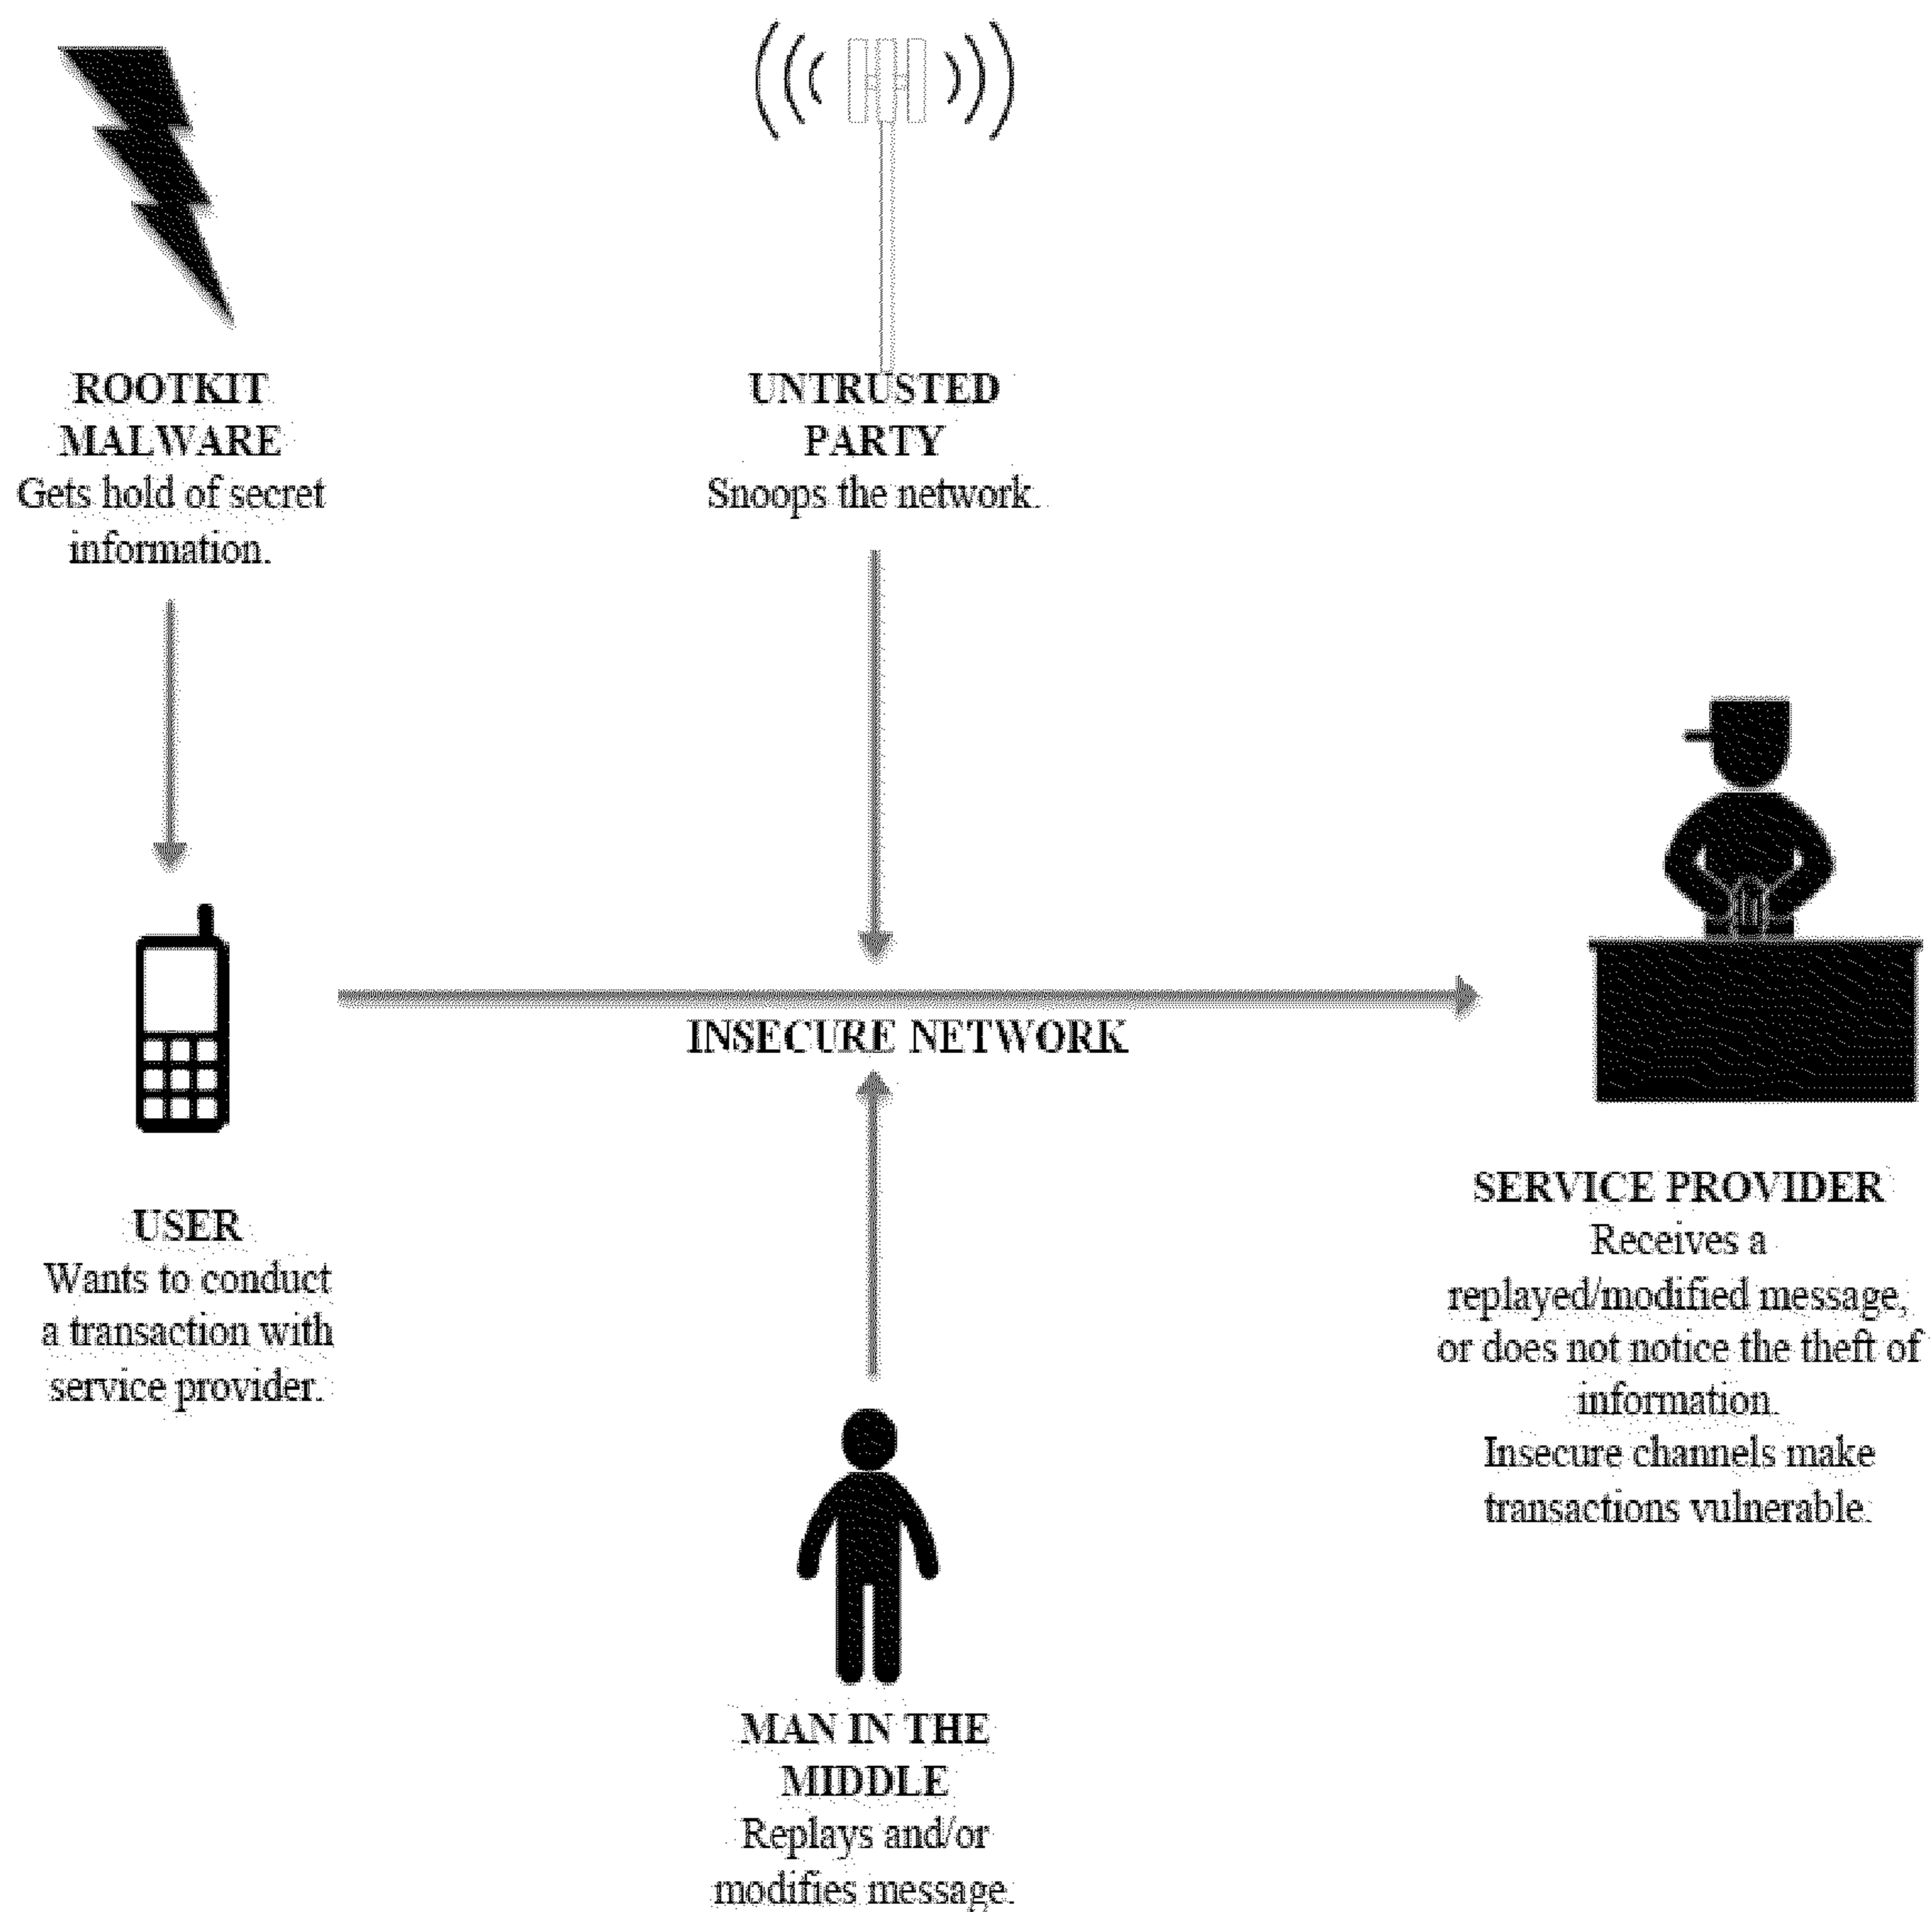 ROOTKIT
MALWARE
Gets hold of secret
information.
UNTRUSTED
PARTY
Snoops the network.
INSECURE NETWORK
USER
Wants to conduct
a transaction with
service provider.
SERVICE PROVIDER
Receives a
replayed/modified message,
or does not notice the theft of
information.
Insecure channels make
transactions vulnerable.
MAN IN THE
MIDDLE
Replays and/or
modifies message.